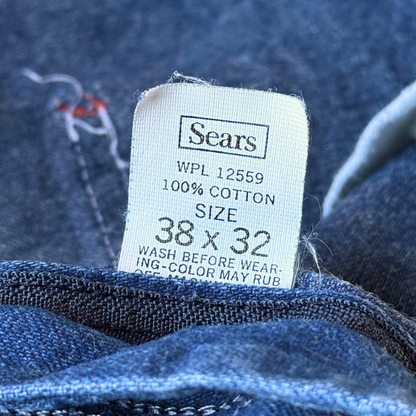 Sears
WPL 12559
100% COTTON
SIZE
38 x 32
WASH BEFORE WEAR-
ING-COLOR MAY RUB